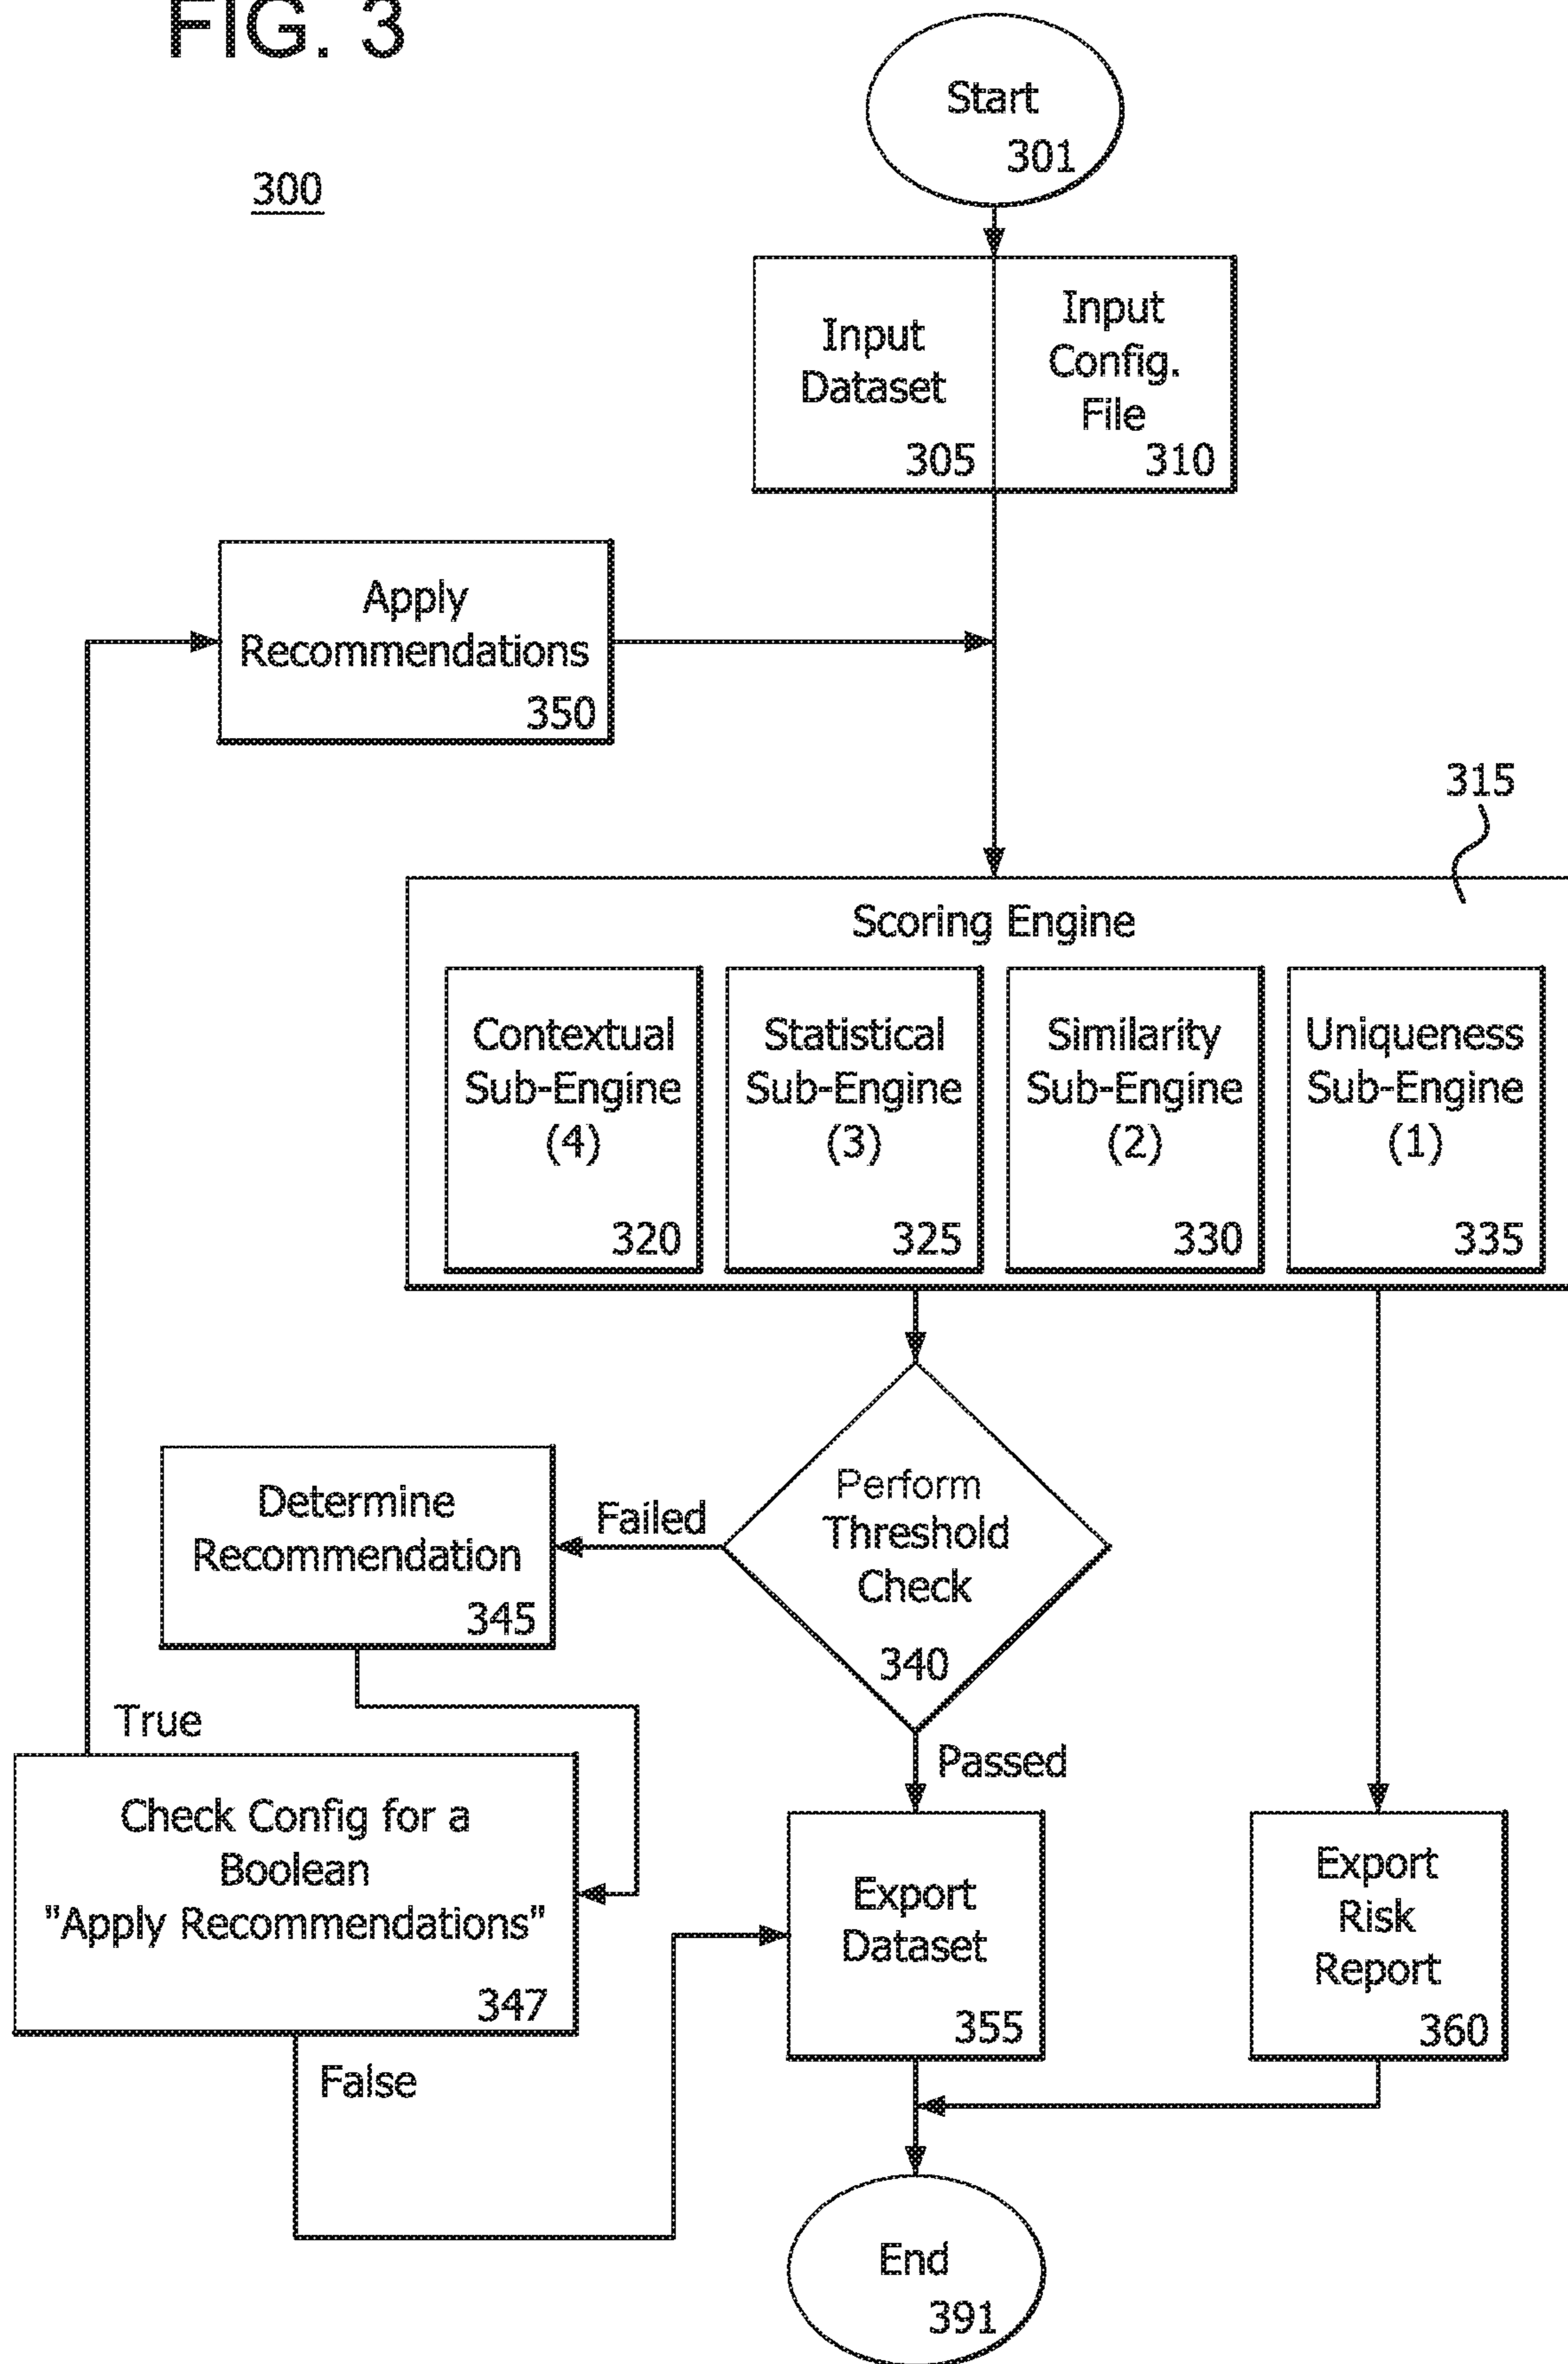 FIG. 3
300
Start
301
Input
Dataset
305
Input
Config.
File
310
Apply
Recommendations
350
315
Scoring Engine
Contextual
Sub-Engine
(4)
320
Statistical
Sub-Engine
(3)
325
Similarity
Sub-Engine
(2)
330
Uniqueness
Sub-Engine
(1)
335
Perform
Threshold
Check
340
Failed
Determine
Recommendation
345
True
Check Config for a
Boolean
"Apply Recommendations"
347
False
Passed
Export
Dataset
355
Export
Risk
Report
360
End
391